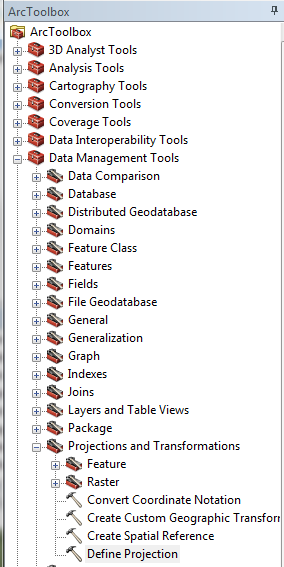 ArcToolbox
ArcToolbox
3D Analyst Tools
Analysis Tools
Cartography Tools
Conversion Tools
Coverage Tools
Data Interoperability Tools
Data Management Tools
Data Comparison
Database
Distributed Geodatabase
Domains
Feature Class
Features
Fields
File Geodatabase
General
Generalization
Graph
Indexes
Joins
Layers and Table Views
Package
Projections and Transformations
Feature
Raster
Convert Coordinate Notation
Create Custom Geographic Transforr
Create Spatial Reference
Define Projection